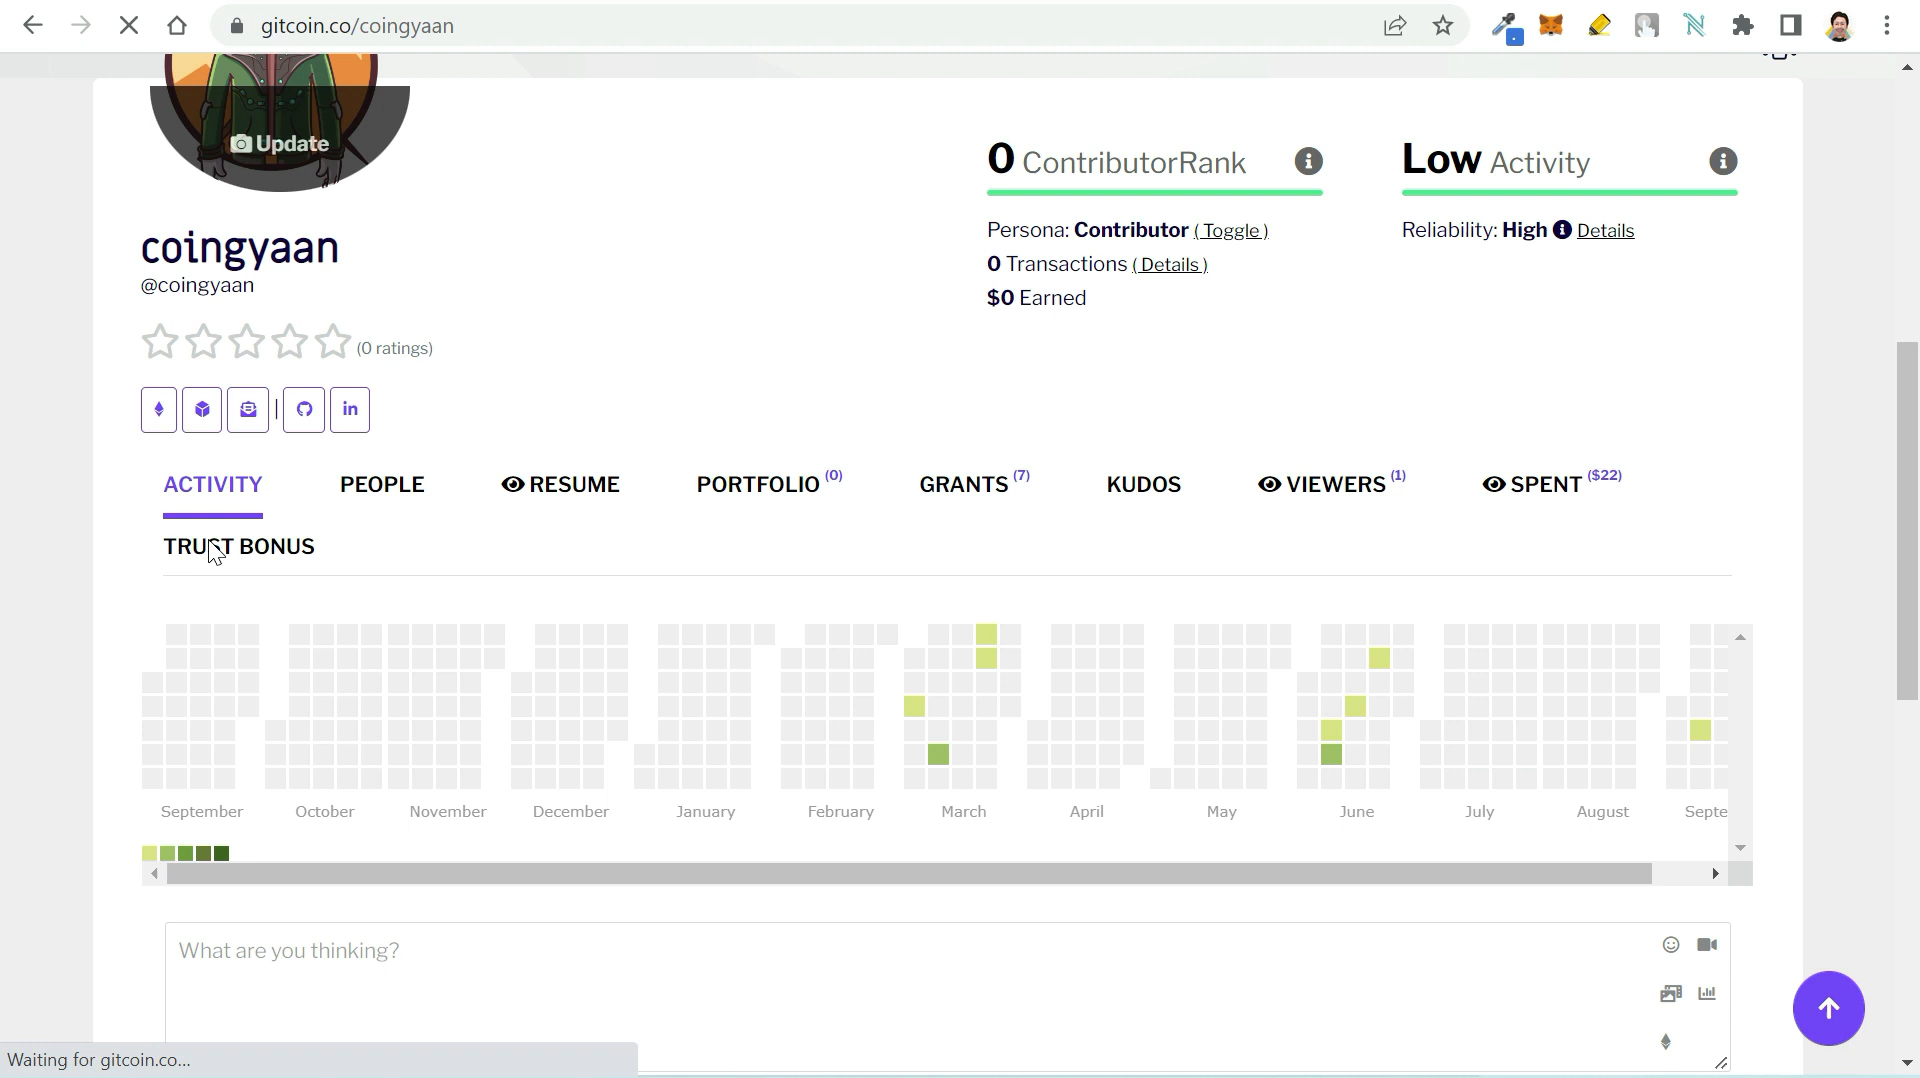 gitcoin.co/coingyaan
Update
0 ContributorRank
Low Activity
Persona: Contributor (Toggle)
Reliability: High Details
0 Transactions (Details)
$0 Earned
coingyaan
@coingyaan
(0 ratings)
in
ACTIVITY PEOPLE RESUME PORTFOLIO (0) GRANTS (7) KUDOS VIEWERS (1) SPENT ($22)
TRUST BONUS
September October November December January February March April May June July August Septe
What are you thinking?
Waiting for gitcoin.co...